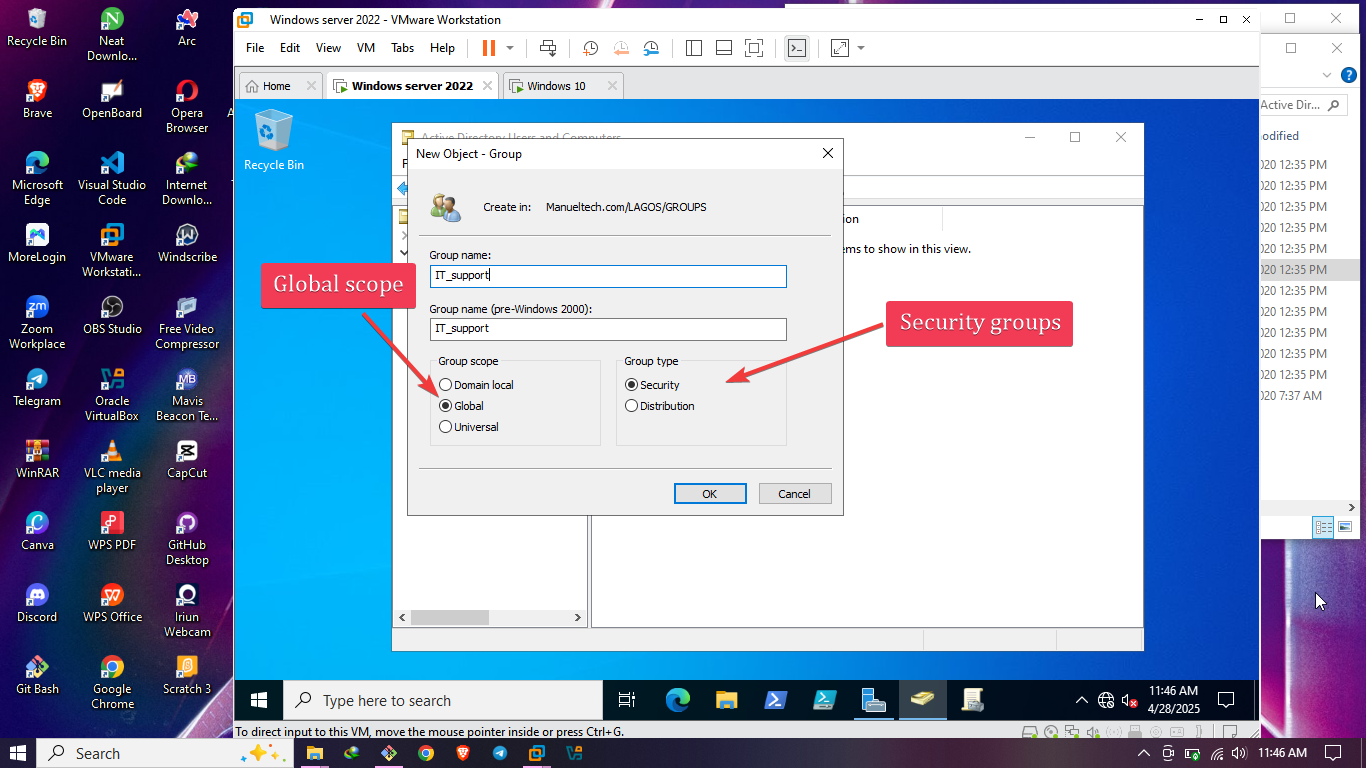 Recycle Bin
Neat
Downlo...
Arc
Brave
OpenBoard
Opera
Browser
A
Microsoft
Edge
Visual Studio
Code
Internet
Downlo...
MoreLogin
VMware
Workstati...
Windscribe
Zoom
Workplace
OBS Studio
Free Video
Compressor
Telegram
Oracle
VirtualBox
Mavis
Beacon Te...
WinRAR
VLC media
player
CapCut
Canva
WPS PDF
GitHub
Desktop
Discord
WPS Office
Iriun
Webcam
Git Bash
Google
Chrome
Scratch 3
Windows server 2022 - VMware Workstation
File Edit View VM Tabs Help
Home
Windows server 2022
Windows 10
Recycle Bin
Active Directory Users and Computers
F
New Object - Group
Create in: Manueltech.com/LAGOS/GROUPS
Group name:
IT_support
Group name (pre-Windows 2000):
IT_support
Group scope
Domain local
Global
Universal
Group type
Security
Distribution
OK
Cancel
Global scope
Security groups
ion
ems to show in this view.
Active Dir...
odified
020 12:35 PM
020 12:35 PM
020 12:35 PM
020 12:35 PM
020 12:35 PM
020 12:35 PM
020 12:35 PM
020 12:35 PM
020 12:35 PM
020 12:35 PM
020 12:35 PM
025 7:37 AM
Type here to search
11:46 AM
4/28/2025
To direct input to this VM, move the mouse pointer inside or press Ctrl+G.
Search
11:46 AM